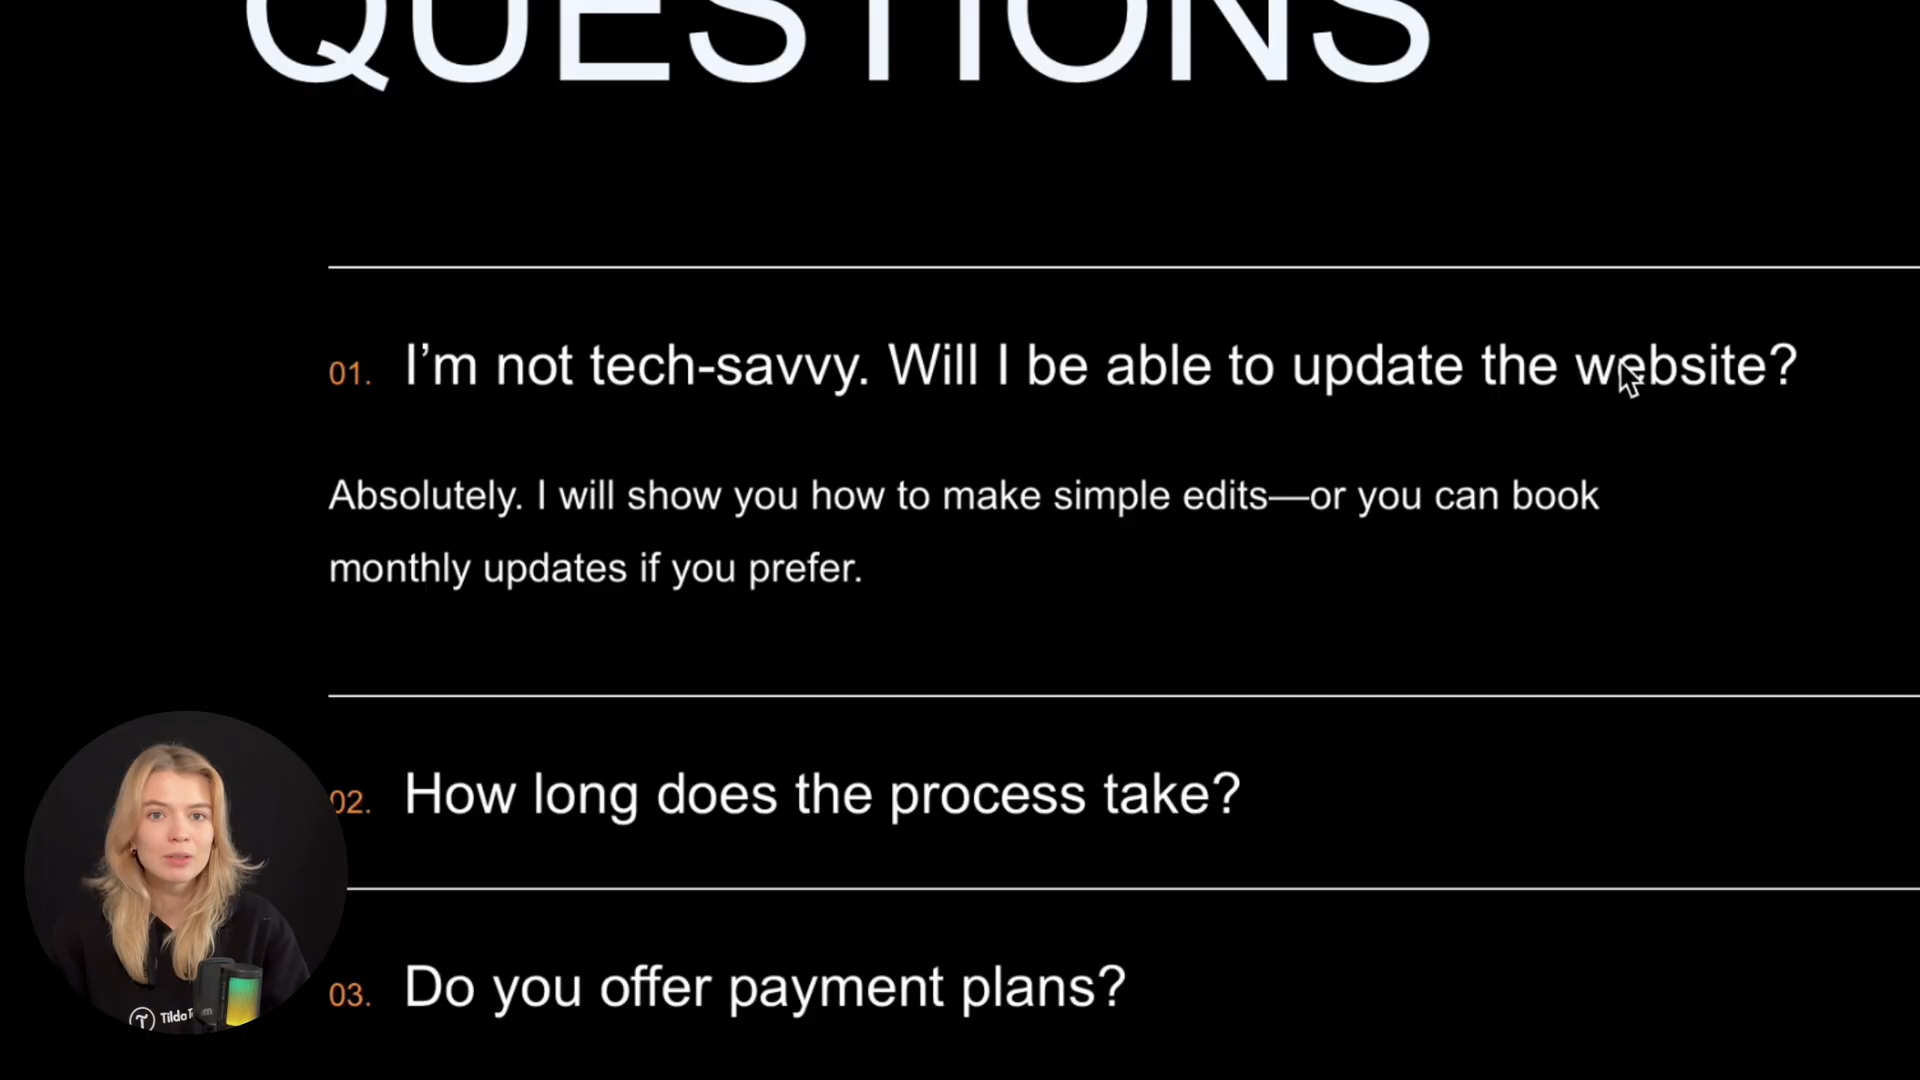 QUESTIONS
01. I’m not tech-savvy. Will I be able to update the website?
Absolutely. I will show you how to make simple edits—or you can book
monthly updates if you prefer.
02. How long does the process take?
03. Do you offer payment plans?
Tilda